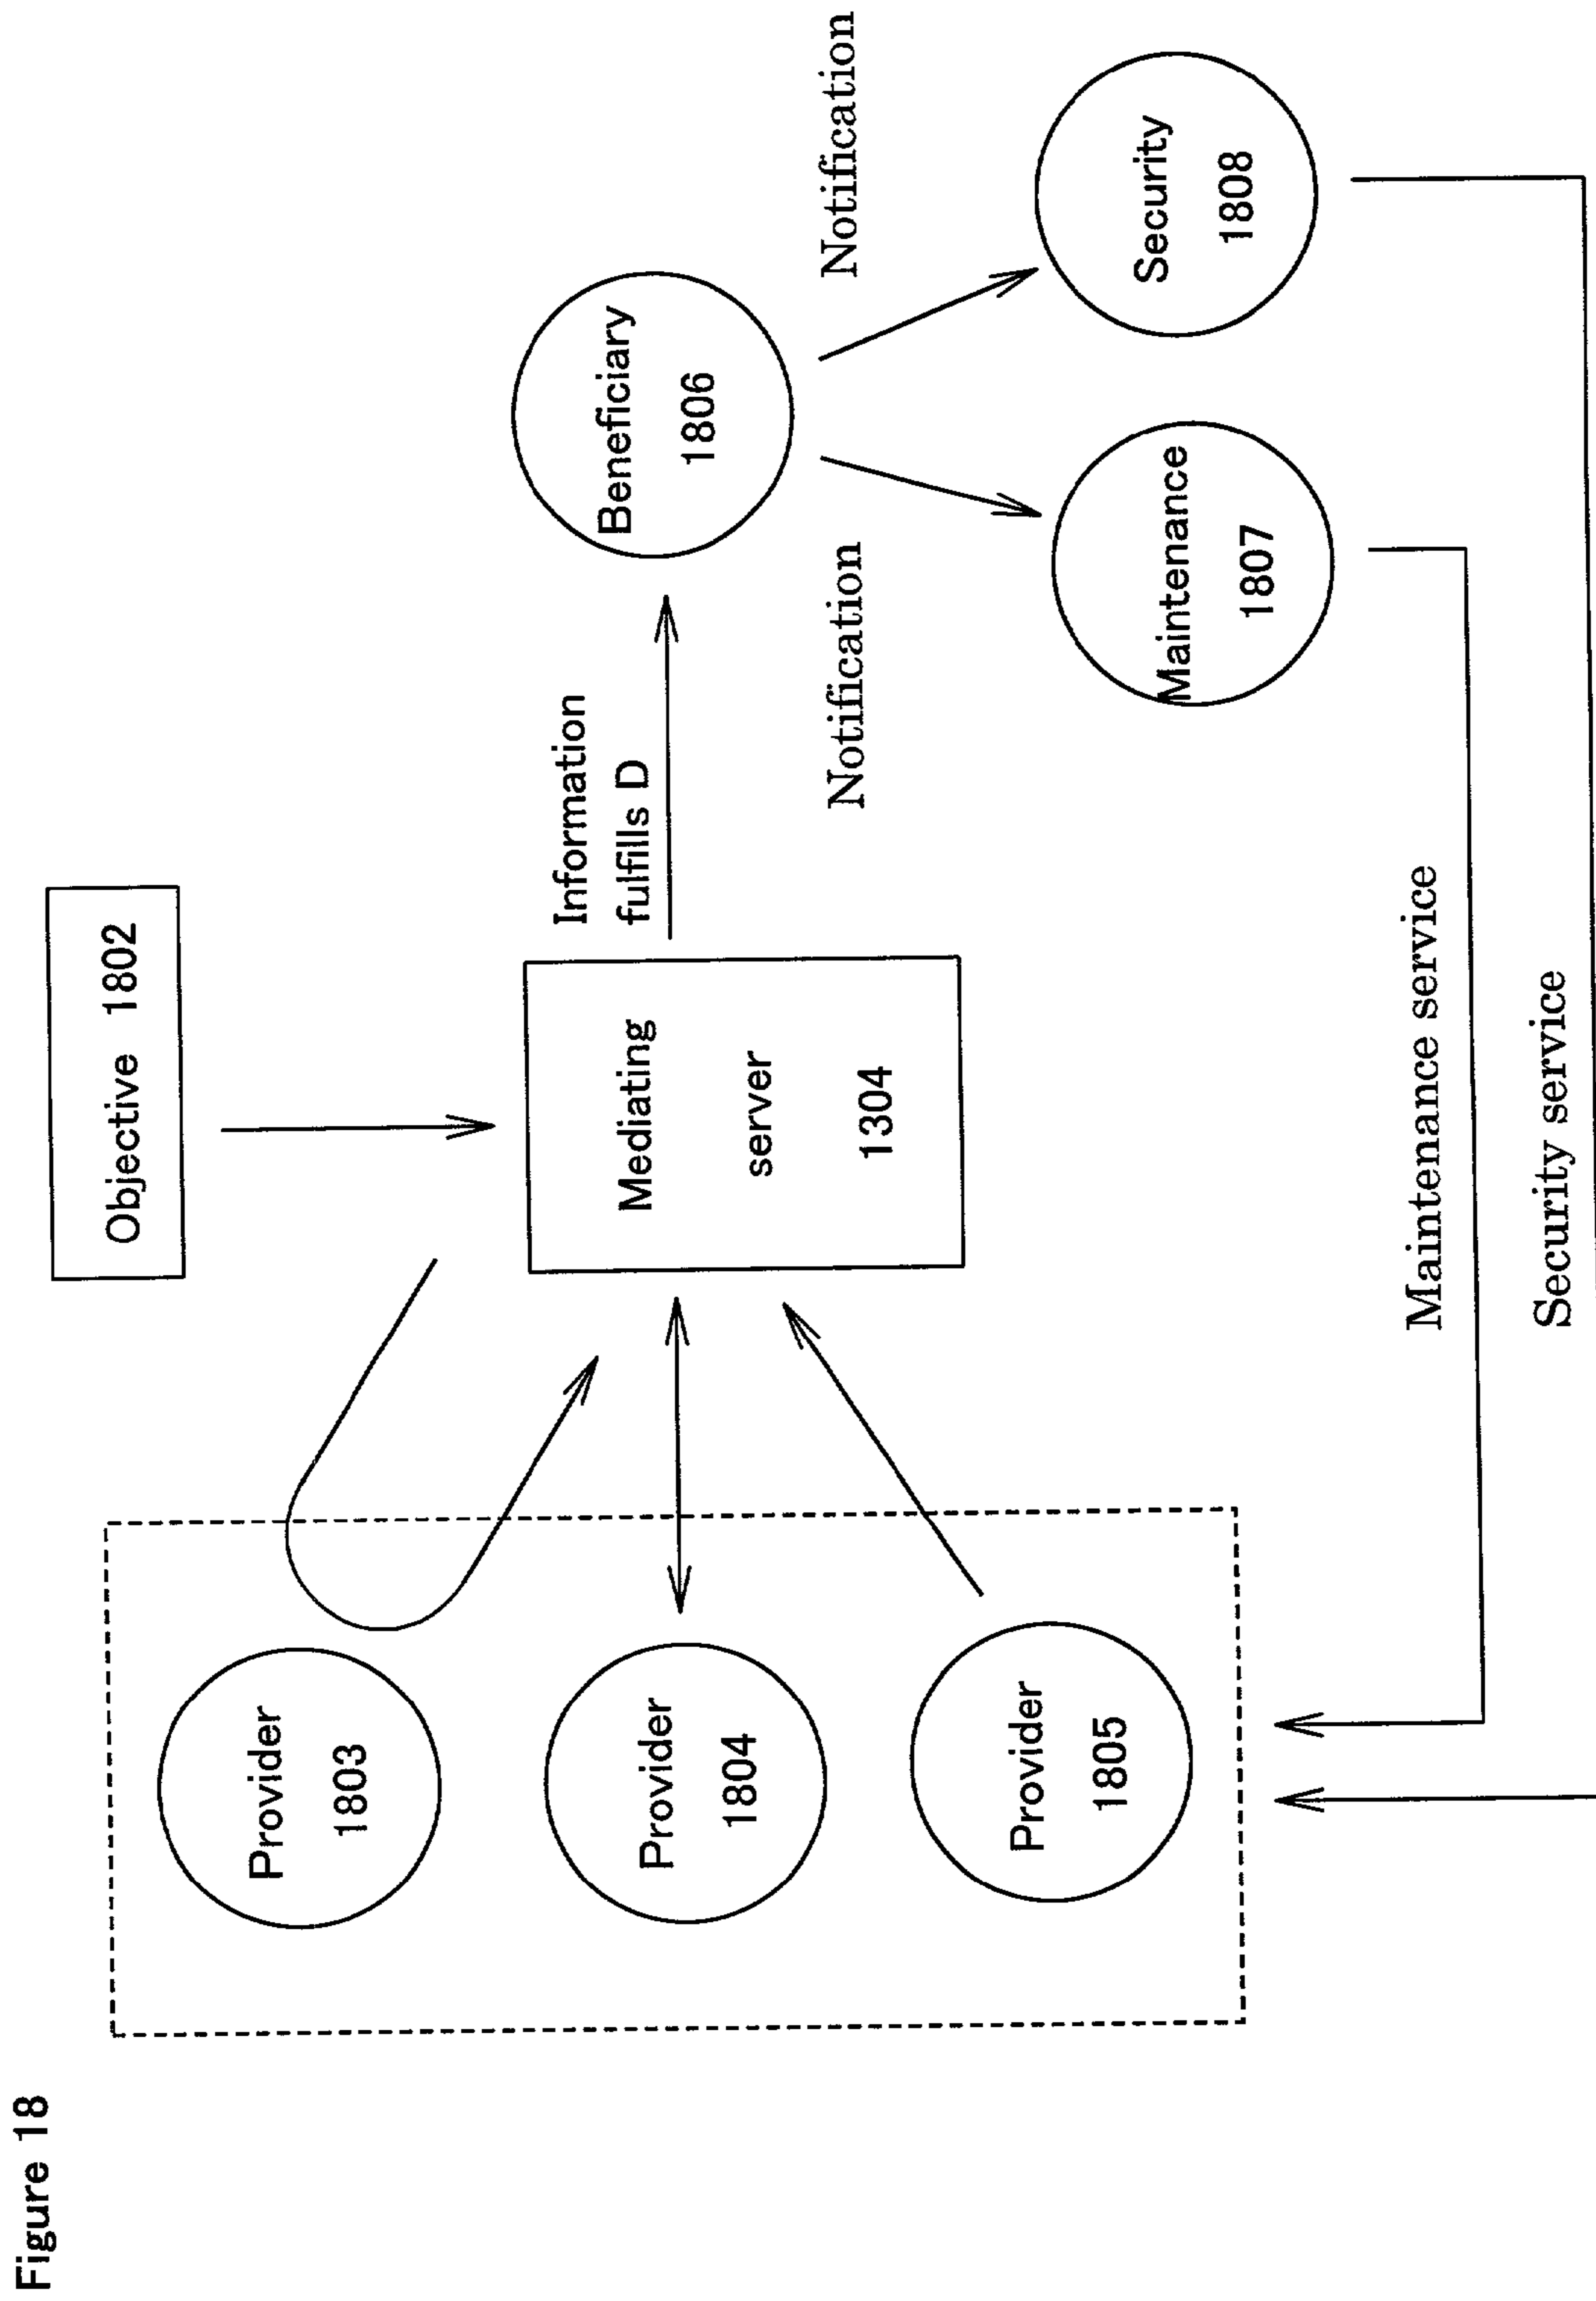 Figure 18
Objective 1802
Provider
1803
Provider
1804
Provider
1805
Mediating
server
1304
Information
fulfills D
Beneficiary
1806
Notification
Notification
Maintenance
1807
Security
1808
Maintenance service
Security service